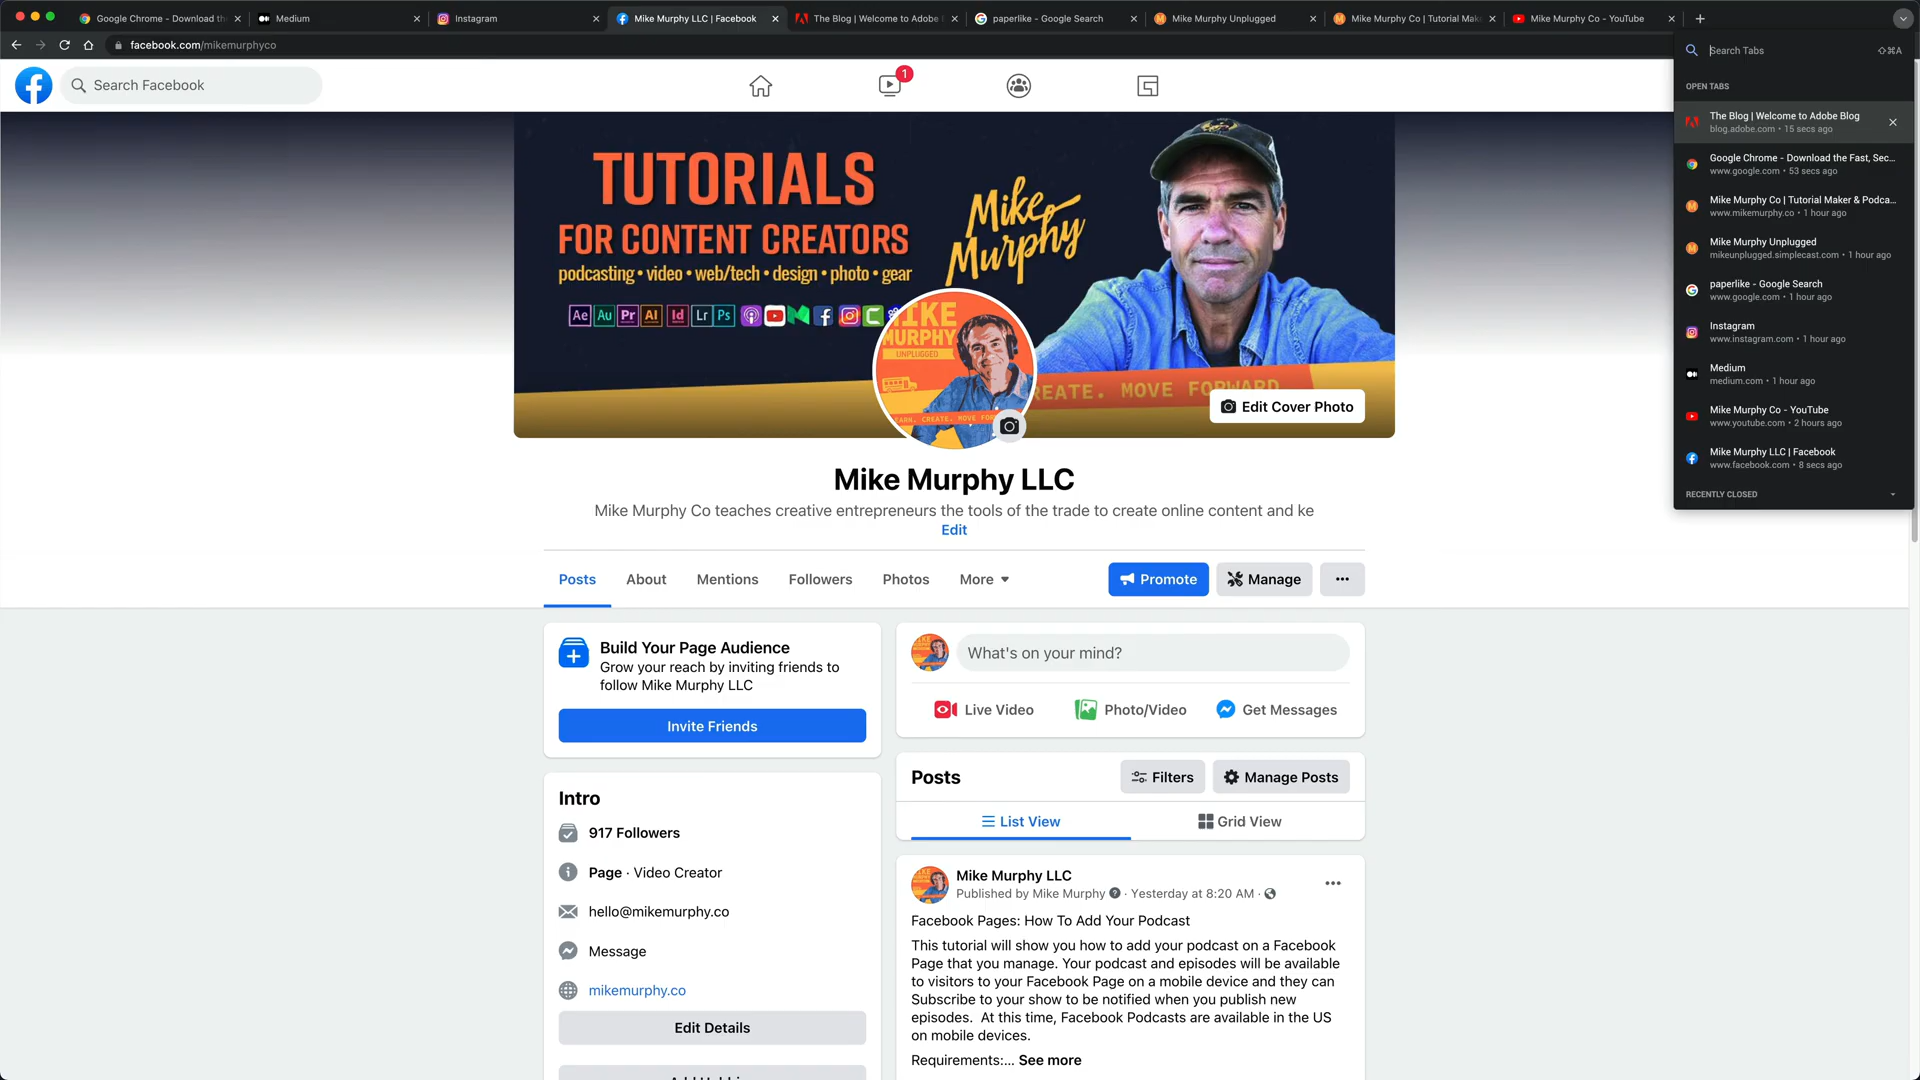 Google Chrome - Download the
Medium
Instagram
Mike Murphy LLC | Facebook
The Blog | Welcome to Adobe
paperlike - Google Search
Mike Murphy Unplugged
Mike Murphy Co | Tutorial Mak
Mike Murphy Co - YouTube
facebook.com/mikemurphyco
Search Tabs
⇧⌘A
OPEN TABS
The Blog | Welcome to Adobe Blog
blog.adobe.com • 15 secs ago
Google Chrome - Download the Fast, Sec...
www.google.com • 53 secs ago
Mike Murphy Co | Tutorial Maker & Podca...
www.mikemurphy.co • 1 hour ago
Mike Murphy Unplugged
mikeunplugged.simplecast.com • 1 hour ago
paperlike - Google Search
www.google.com • 1 hour ago
Instagram
www.instagram.com • 1 hour ago
Medium
medium.com • 1 hour ago
Mike Murphy Co - YouTube
www.youtube.com • 2 hours ago
Mike Murphy LLC | Facebook
www.facebook.com • 8 secs ago
RECENTLY CLOSED
Search Facebook
1
TUTORIALS
FOR CONTENT CREATORS
podcasting • video • web/tech • design • photo • gear
Mike
Murphy
Ae Au Pr Ai Id Lr Ps
MIKE
MURPHY
UNPLUGGED
LEARN. CREATE. MOVE FOR
REATE. MOVE FORWARD
Edit Cover Photo
Mike Murphy LLC
Mike Murphy Co teaches creative entrepreneurs the tools of the trade to create online content and ke
Edit
Posts
About
Mentions
Followers
Photos
More
Promote
Manage
Build Your Page Audience
Grow your reach by inviting friends to
follow Mike Murphy LLC
Invite Friends
Intro
917 Followers
Page · Video Creator
hello@mikemurphy.co
Message
mikemurphy.co
Edit Details
What's on your mind?
Live Video
Photo/Video
Get Messages
Posts
Filters
Manage Posts
List View
Grid View
Mike Murphy LLC
Published by Mike Murphy · Yesterday at 8:20 AM ·
Facebook Pages: How To Add Your Podcast
This tutorial will show you how to add your podcast on a Facebook
Page that you manage. Your podcast and episodes will be available
to visitors to your Facebook Page on a mobile device and they can
Subscribe to your show to be notified when you publish new
episodes. At this time, Facebook Podcasts are available in the US
on mobile devices.
Requirements:... See more